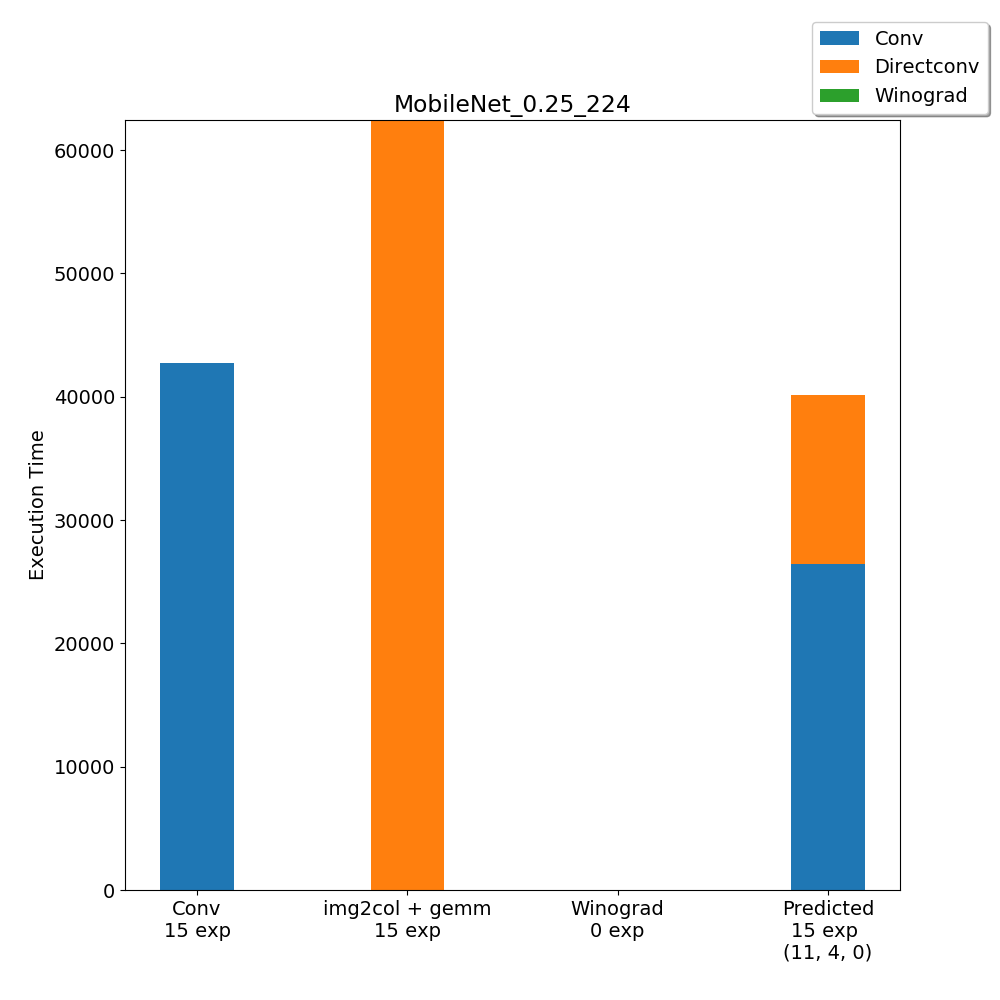 Conv
Directconv
Winograd
MobileNet_0.25_224
Execution Time
60000
50000
40000
30000
20000
10000
0
Conv
15 exp
img2col + gemm
15 exp
Winograd
0 exp
Predicted
15 exp
(11, 4, 0)